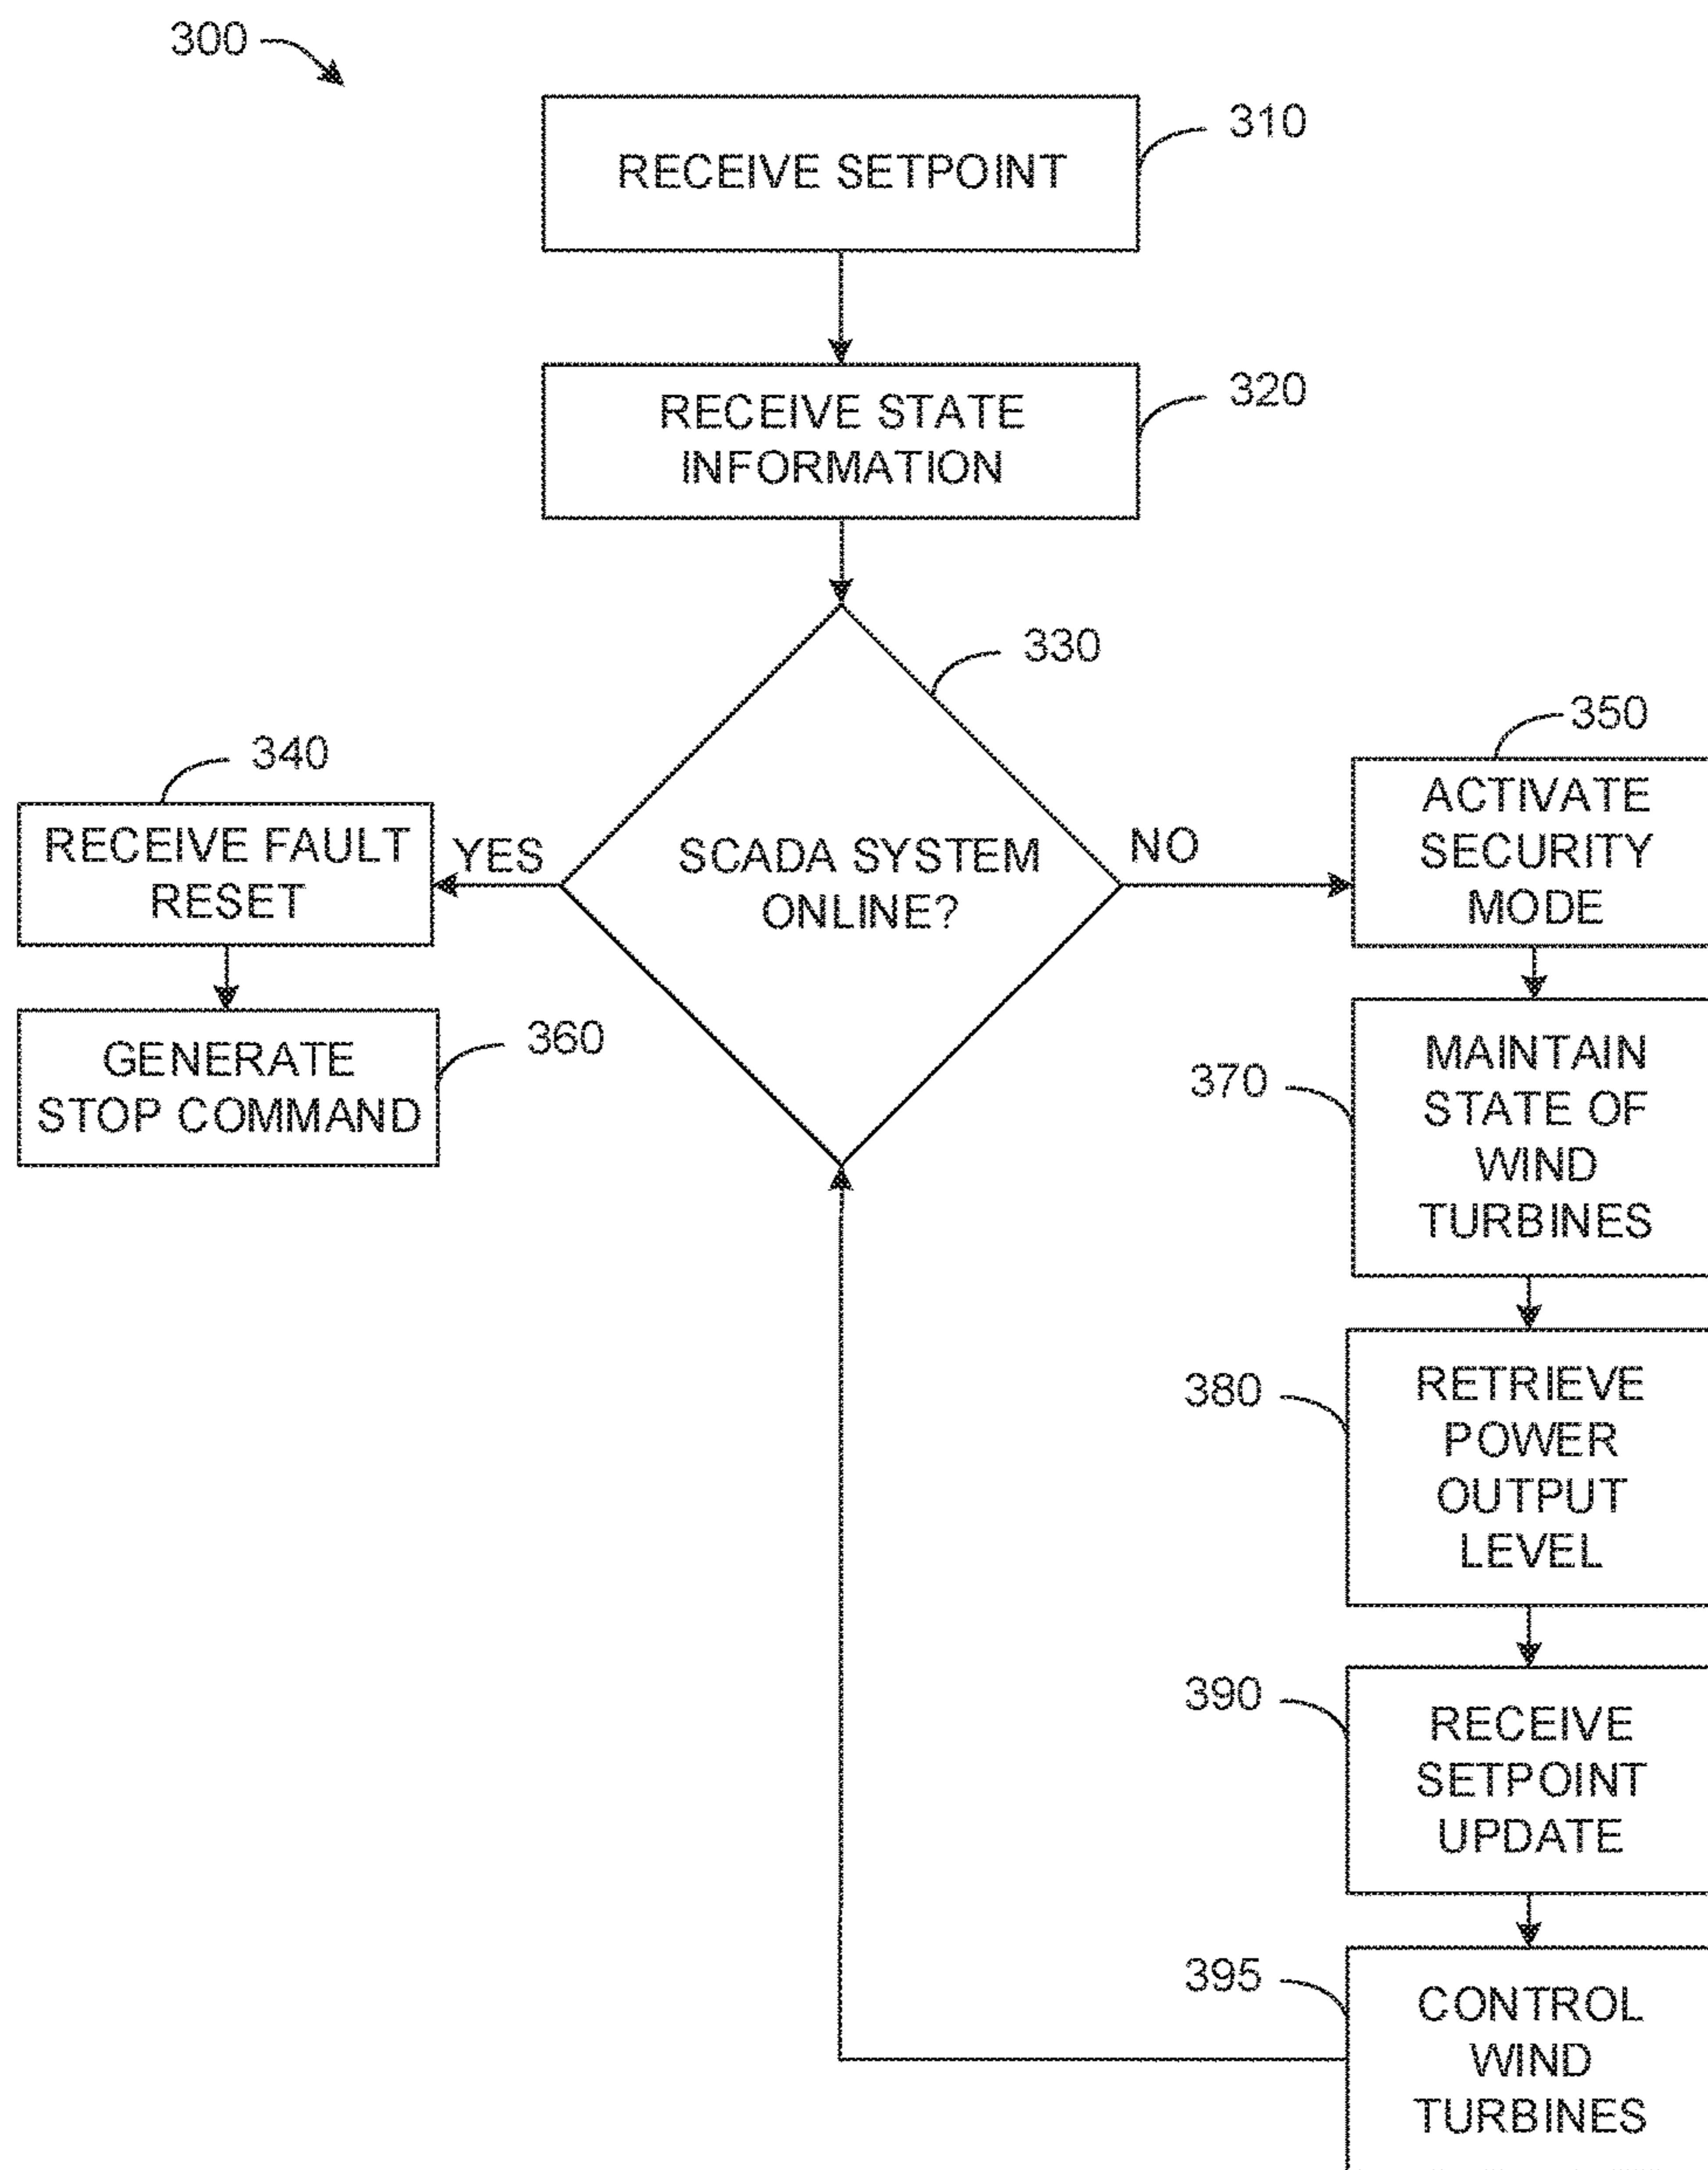 300
310
RECEIVE SETPOINT
320
RECEIVE STATE
INFORMATION
330
SCADA SYSTEM
ONLINE?
YES
NO
340
RECEIVE FAULT
RESET
360
GENERATE
STOP COMMAND
350
ACTIVATE
SECURITY
MODE
370
MAINTAIN
STATE OF
WIND
TURBINES
380
RETRIEVE
POWER
OUTPUT
LEVEL
390
RECEIVE
SETPOINT
UPDATE
395
CONTROL
WIND
TURBINES